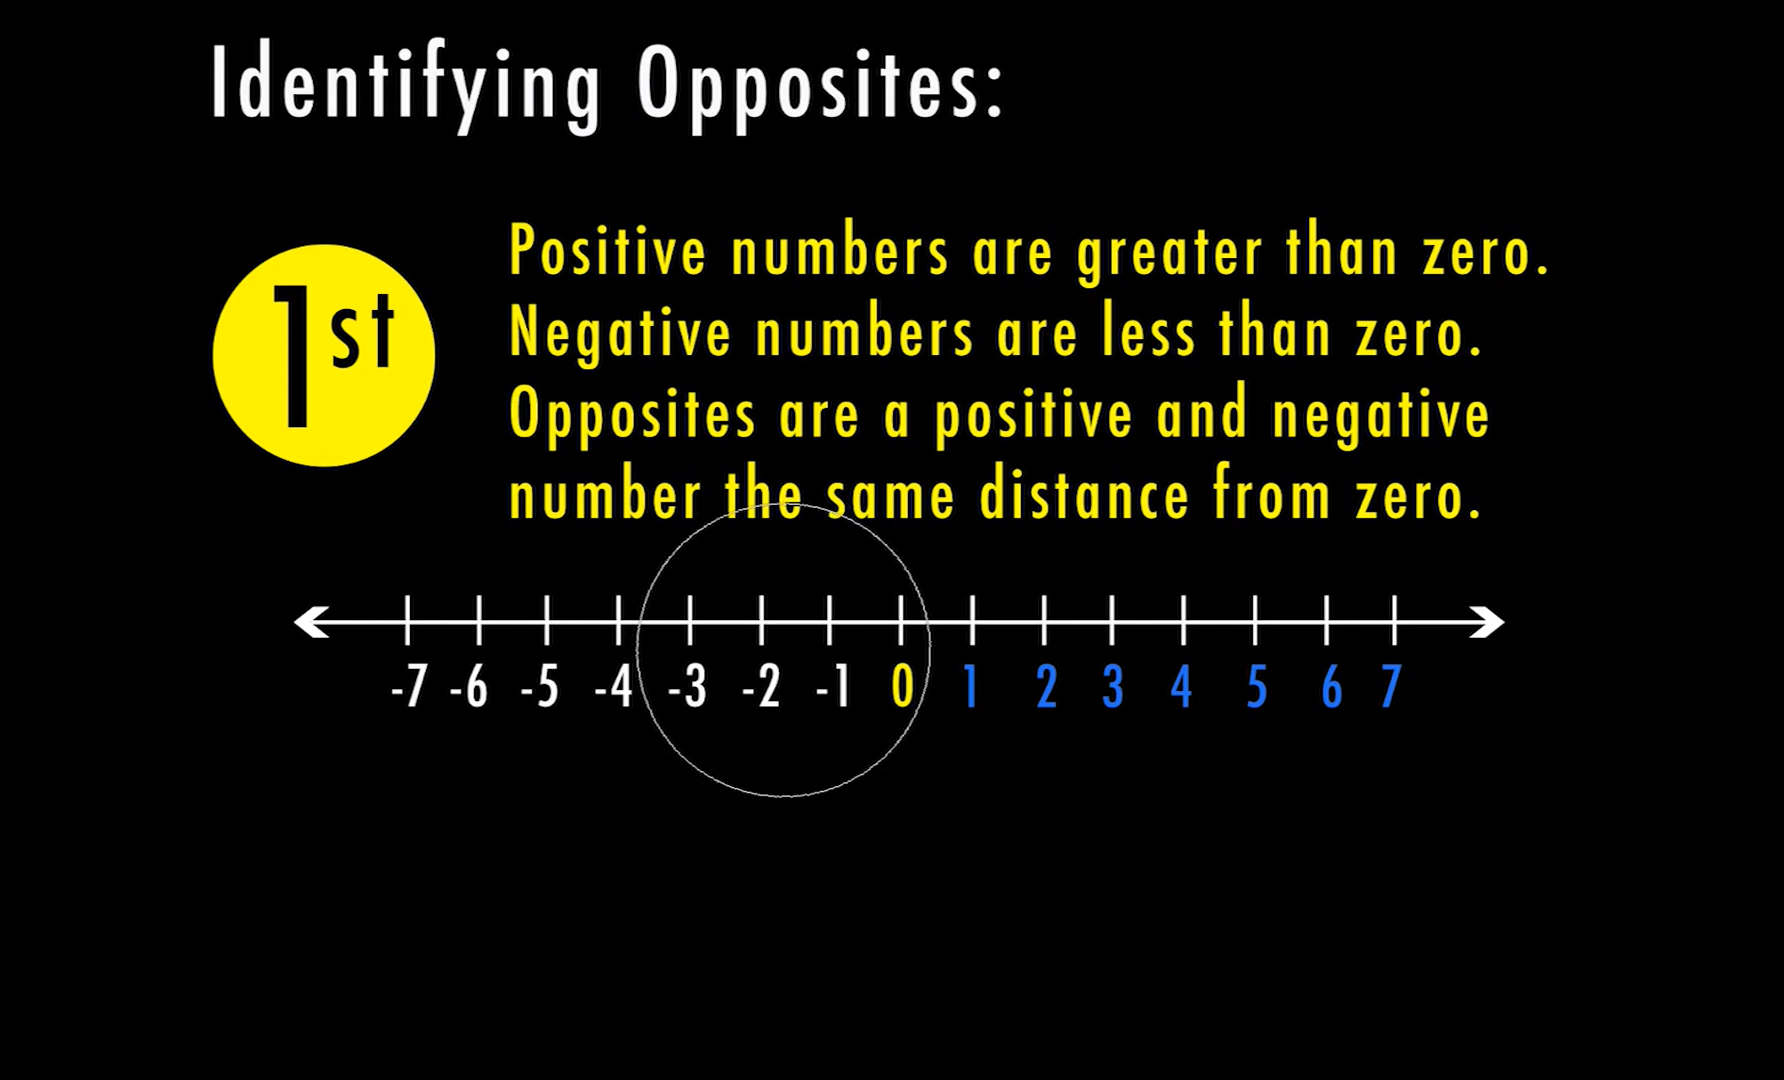 Identifying Opposites:
1st
Positive numbers are greater than zero.
Negative numbers are less than zero.
Opposites are a positive and negative
number the same distance from zero.
-7 -6 -5 -4 -3 -2 -1 0 1 2 3 4 5 6 7